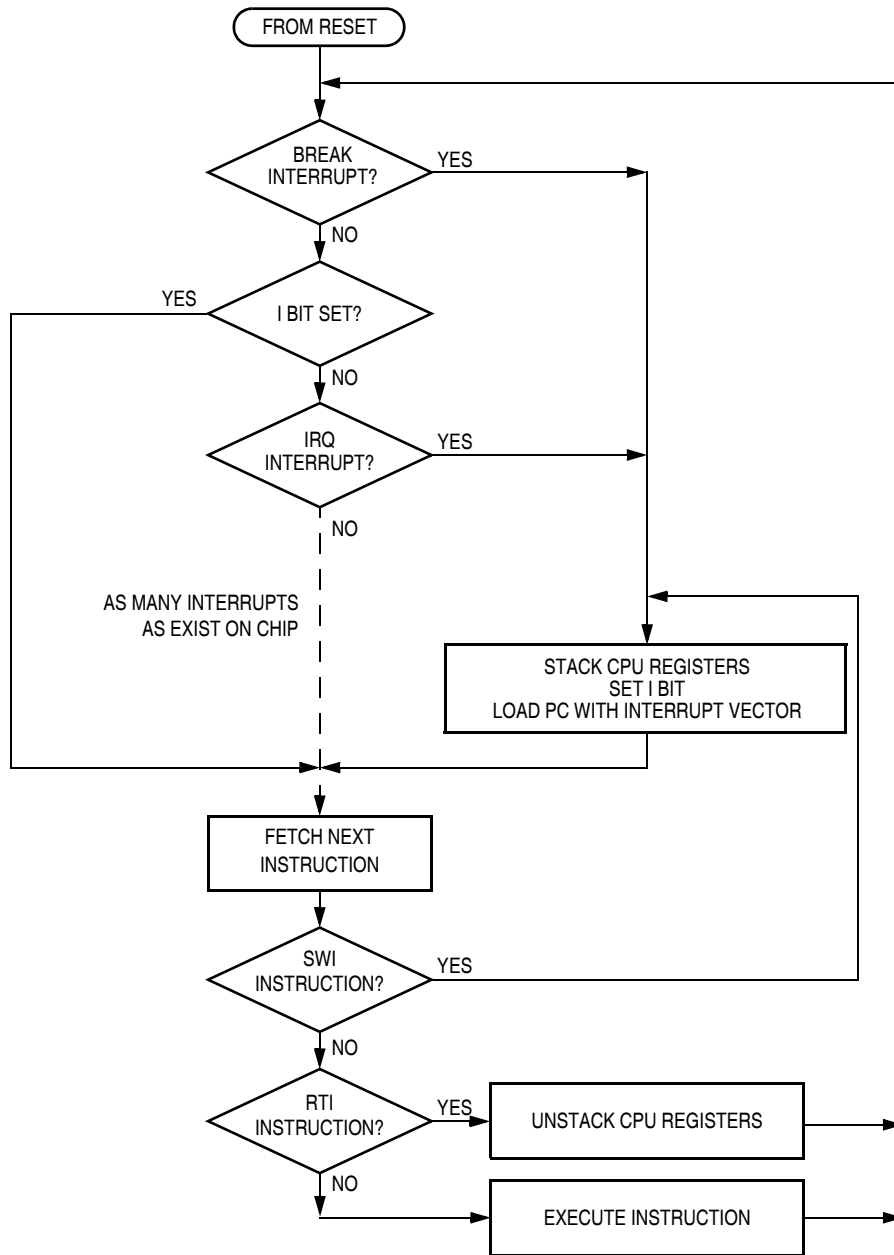 FROM RESET
BREAK
INTERRUPT?
YES
NO
YES
I BIT SET?
NO
IRQ
INTERRUPT?
YES
NO
AS MANY INTERRUPTS
AS EXIST ON CHIP
STACK CPU REGISTERS
SET I BIT
LOAD PC WITH INTERRUPT VECTOR
FETCH NEXT
INSTRUCTION
SWI
INSTRUCTION?
YES
NO
RTI
INSTRUCTION?
YES
UNSTACK CPU REGISTERS
NO
EXECUTE INSTRUCTION